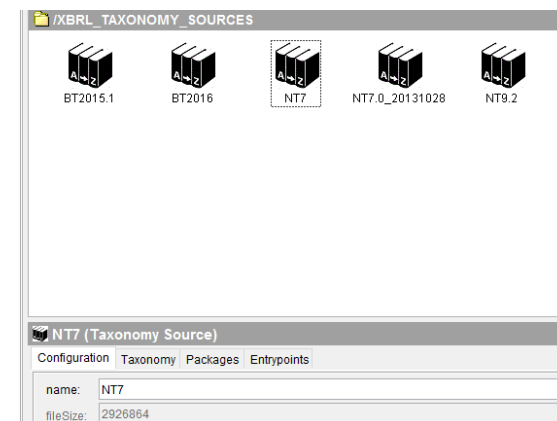 /XBRL_TAXONOMY_SOURCES
A Z A Z A Z A Z A Z
BT2015.1 BT2016 NT7 NT7.0_20131028 NT9.2
NT7 (Taxonomy Source)
Configuration Taxonomy Packages Entrypoints
name: NT7
fileSize: 2926864